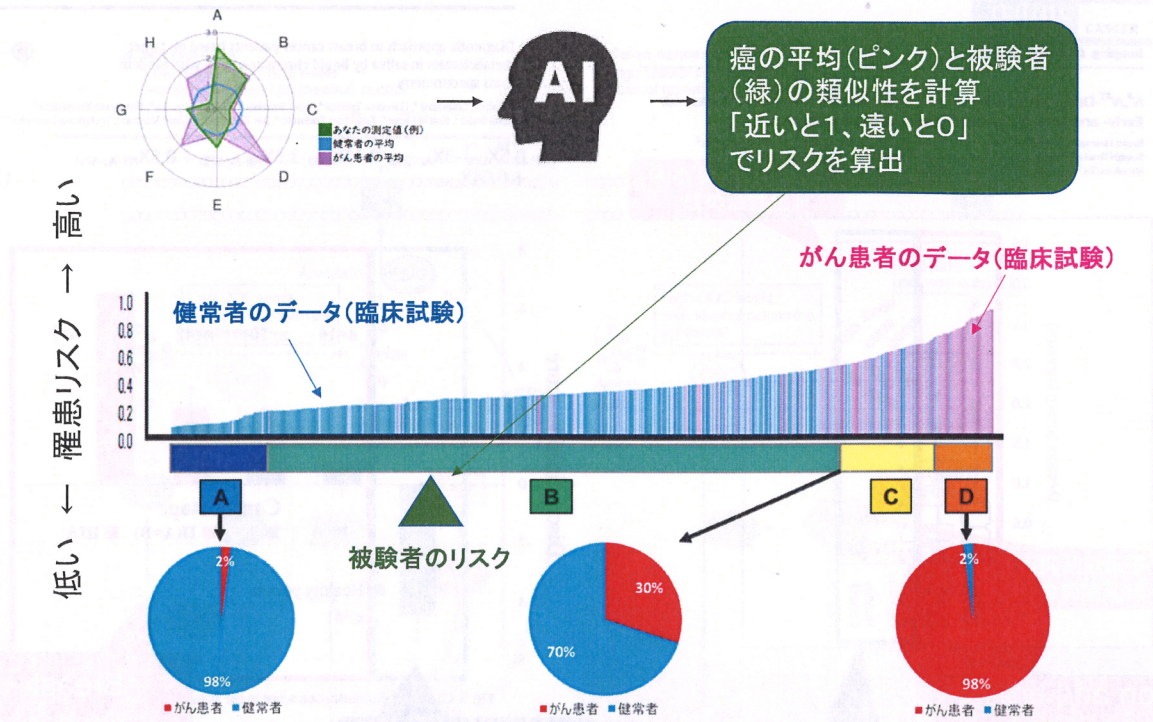 A
B
C
D
E
F
G
H
3.0
あなたの測定値(例)
健常者の平均
がん患者の平均
AI
癌の平均(ピンク)と被験者
(緑)の類似性を計算
「近いと1、遠いと0」
でリスクを算出
低い ← 罹患リスク → 高い
がん患者のデータ(臨床試験)
健常者のデータ(臨床試験)
1.0
0.8
0.6
0.4
0.2
0.0
A
B
C
D
被験者のリスク
2%
98%
■がん患者 ■健常者
30%
70%
■がん患者 ■健常者
2%
98%
■がん患者 ■健常者